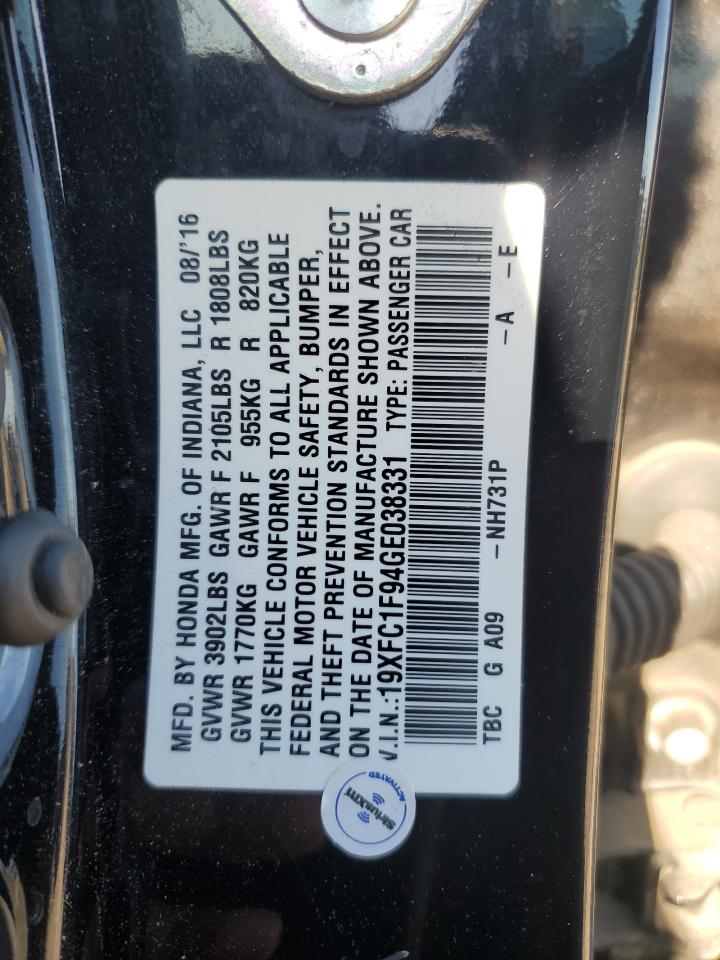 MFD. BY HONDA MFG. OF INDIANA, LLC 08/'16
GVWR 3902LBS GAWR F 2105LBS R 1808LBS
GVWR 1770KG GAWR F 955KG R 820KG
THIS VEHICLE CONFORMS TO ALL APPLICABLE
FEDERAL MOTOR VEHICLE SAFETY, BUMPER,
AND THEFT PREVENTION STANDARDS IN EFFECT
ON THE DATE OF MANUFACTURE SHOWN ABOVE.
V.I.N.:19XFC1F94GE038331 TYPE: PASSENGER CAR
TBC G A09 -NH731P -A -E
SiriusXM
ACTIVATED